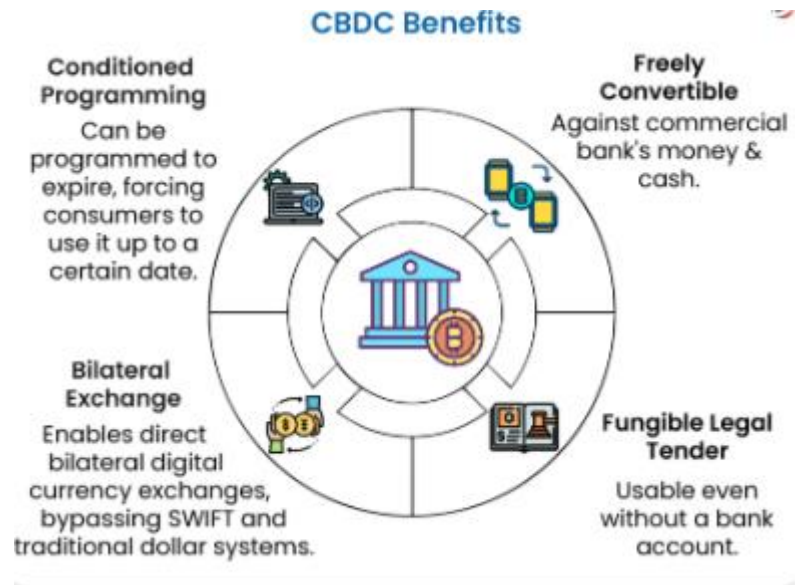 CBDC Benefits
Conditioned
Programming
Can be
programmed to
expire, forcing
consumers to
use it up to a
certain date.
Freely
Convertible
Against commercial
bank's money &
cash.
Bilateral
Exchange
Enables direct
bilateral digital
currency exchanges,
bypassing SWIFT and
traditional dollar systems.
Fungible Legal
Tender
Usable even
without a bank
account.